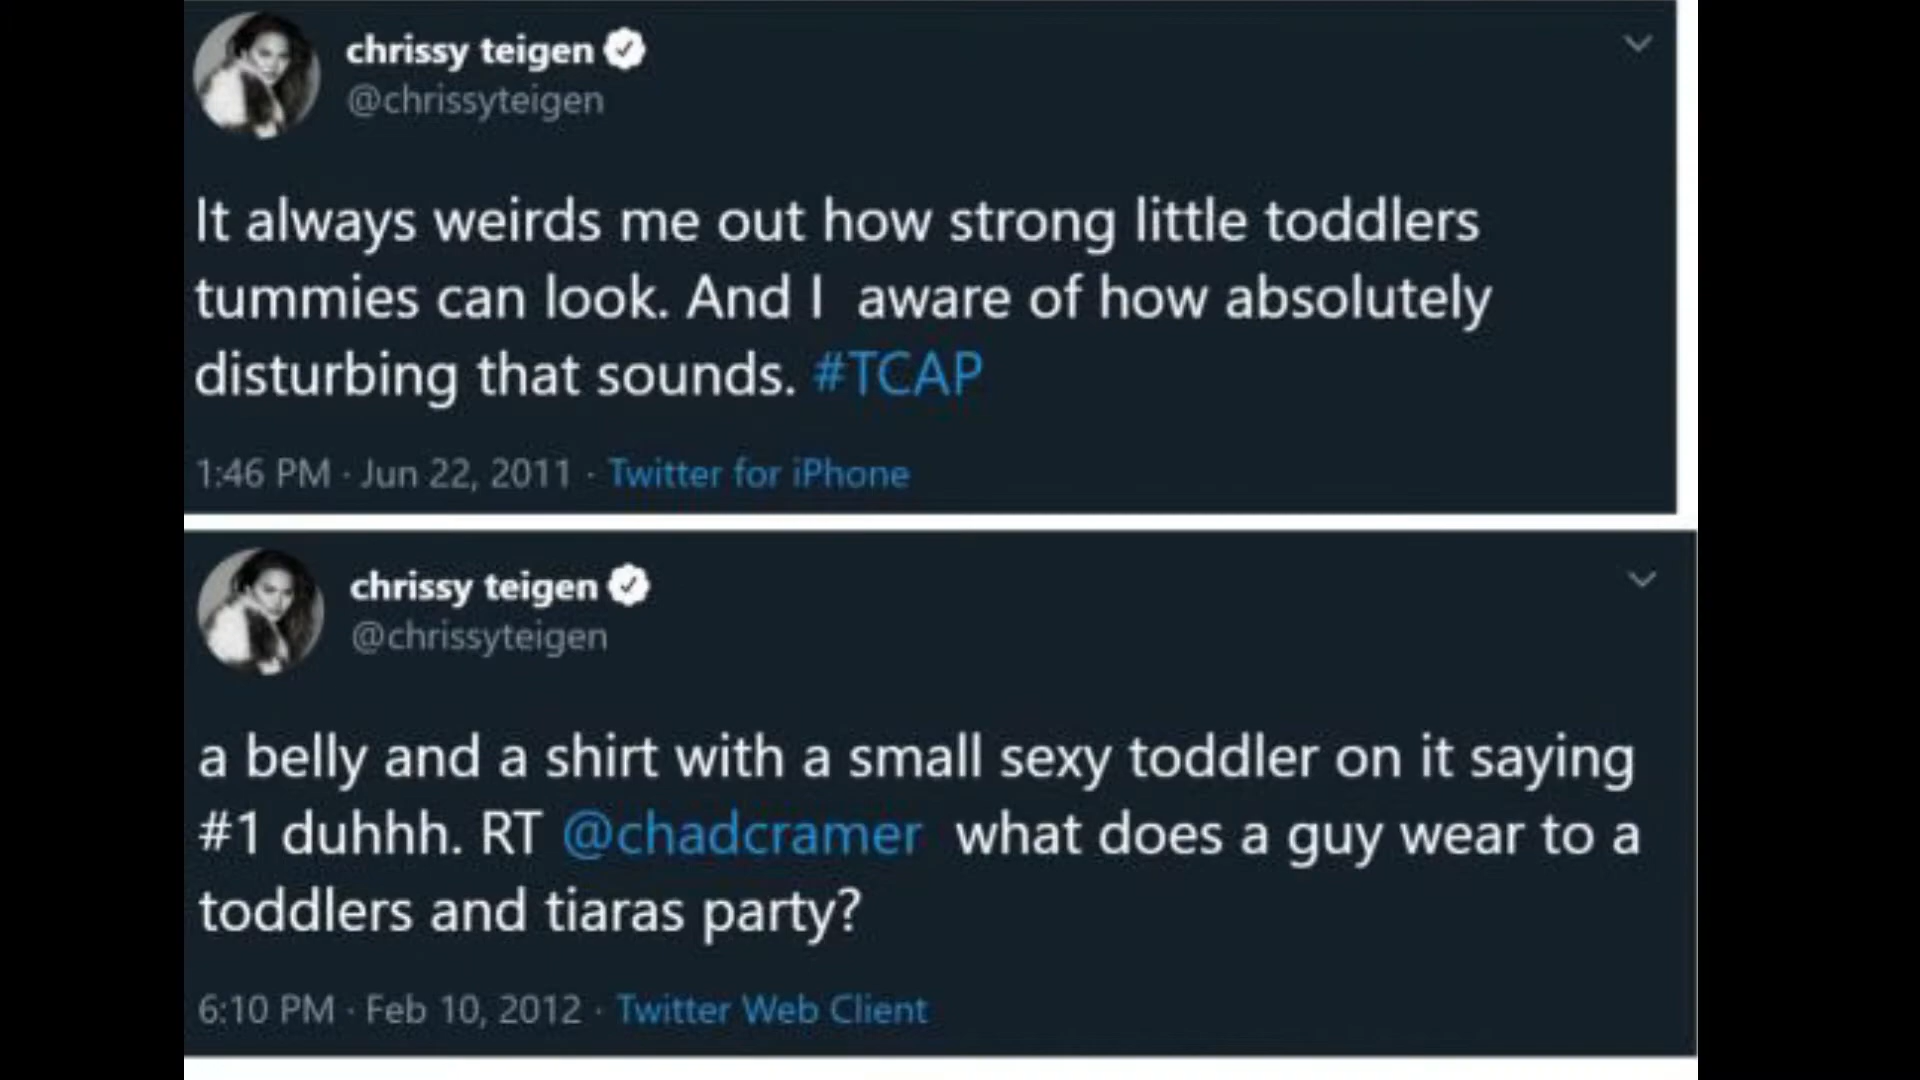 chrissy teigen
@chrissyteigen
It always weirds me out how strong little toddlers
tummies can look. And I  aware of how absolutely
disturbing that sounds. #TCAP
1:46 PM · Jun 22, 2011 · Twitter for iPhone
chrissy teigen
@chrissyteigen
a belly and a shirt with a small sexy toddler on it saying
#1 duhhh. RT @chadcramer  what does a guy wear to a
toddlers and tiaras party?
6:10 PM · Feb 10, 2012 · Twitter Web Client